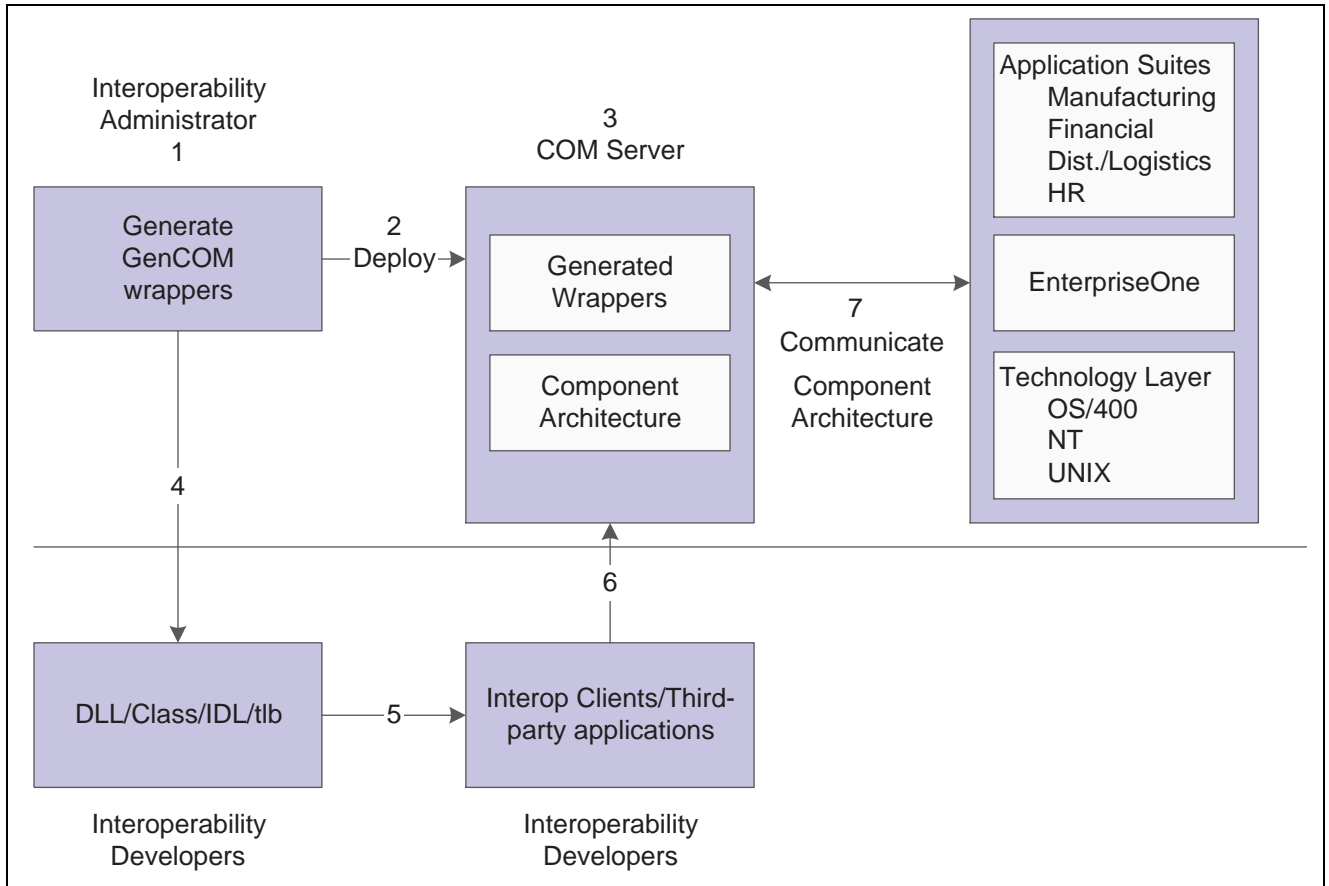 Interoperability
Administrator
1
Generate
GenCOM
wrappers
2
Deploy
3
COM Server
Generated
Wrappers
Component
Architecture
7
Communicate
Component
Architecture
Application Suites
Manufacturing
Financial
Dist./Logistics
HR
EnterpriseOne
Technology Layer
OS/400
NT
UNIX
4
6
DLL/Class/IDL/tlb
5
Interop Clients/Third-
party applications
Interoperability
Developers
Interoperability
Developers